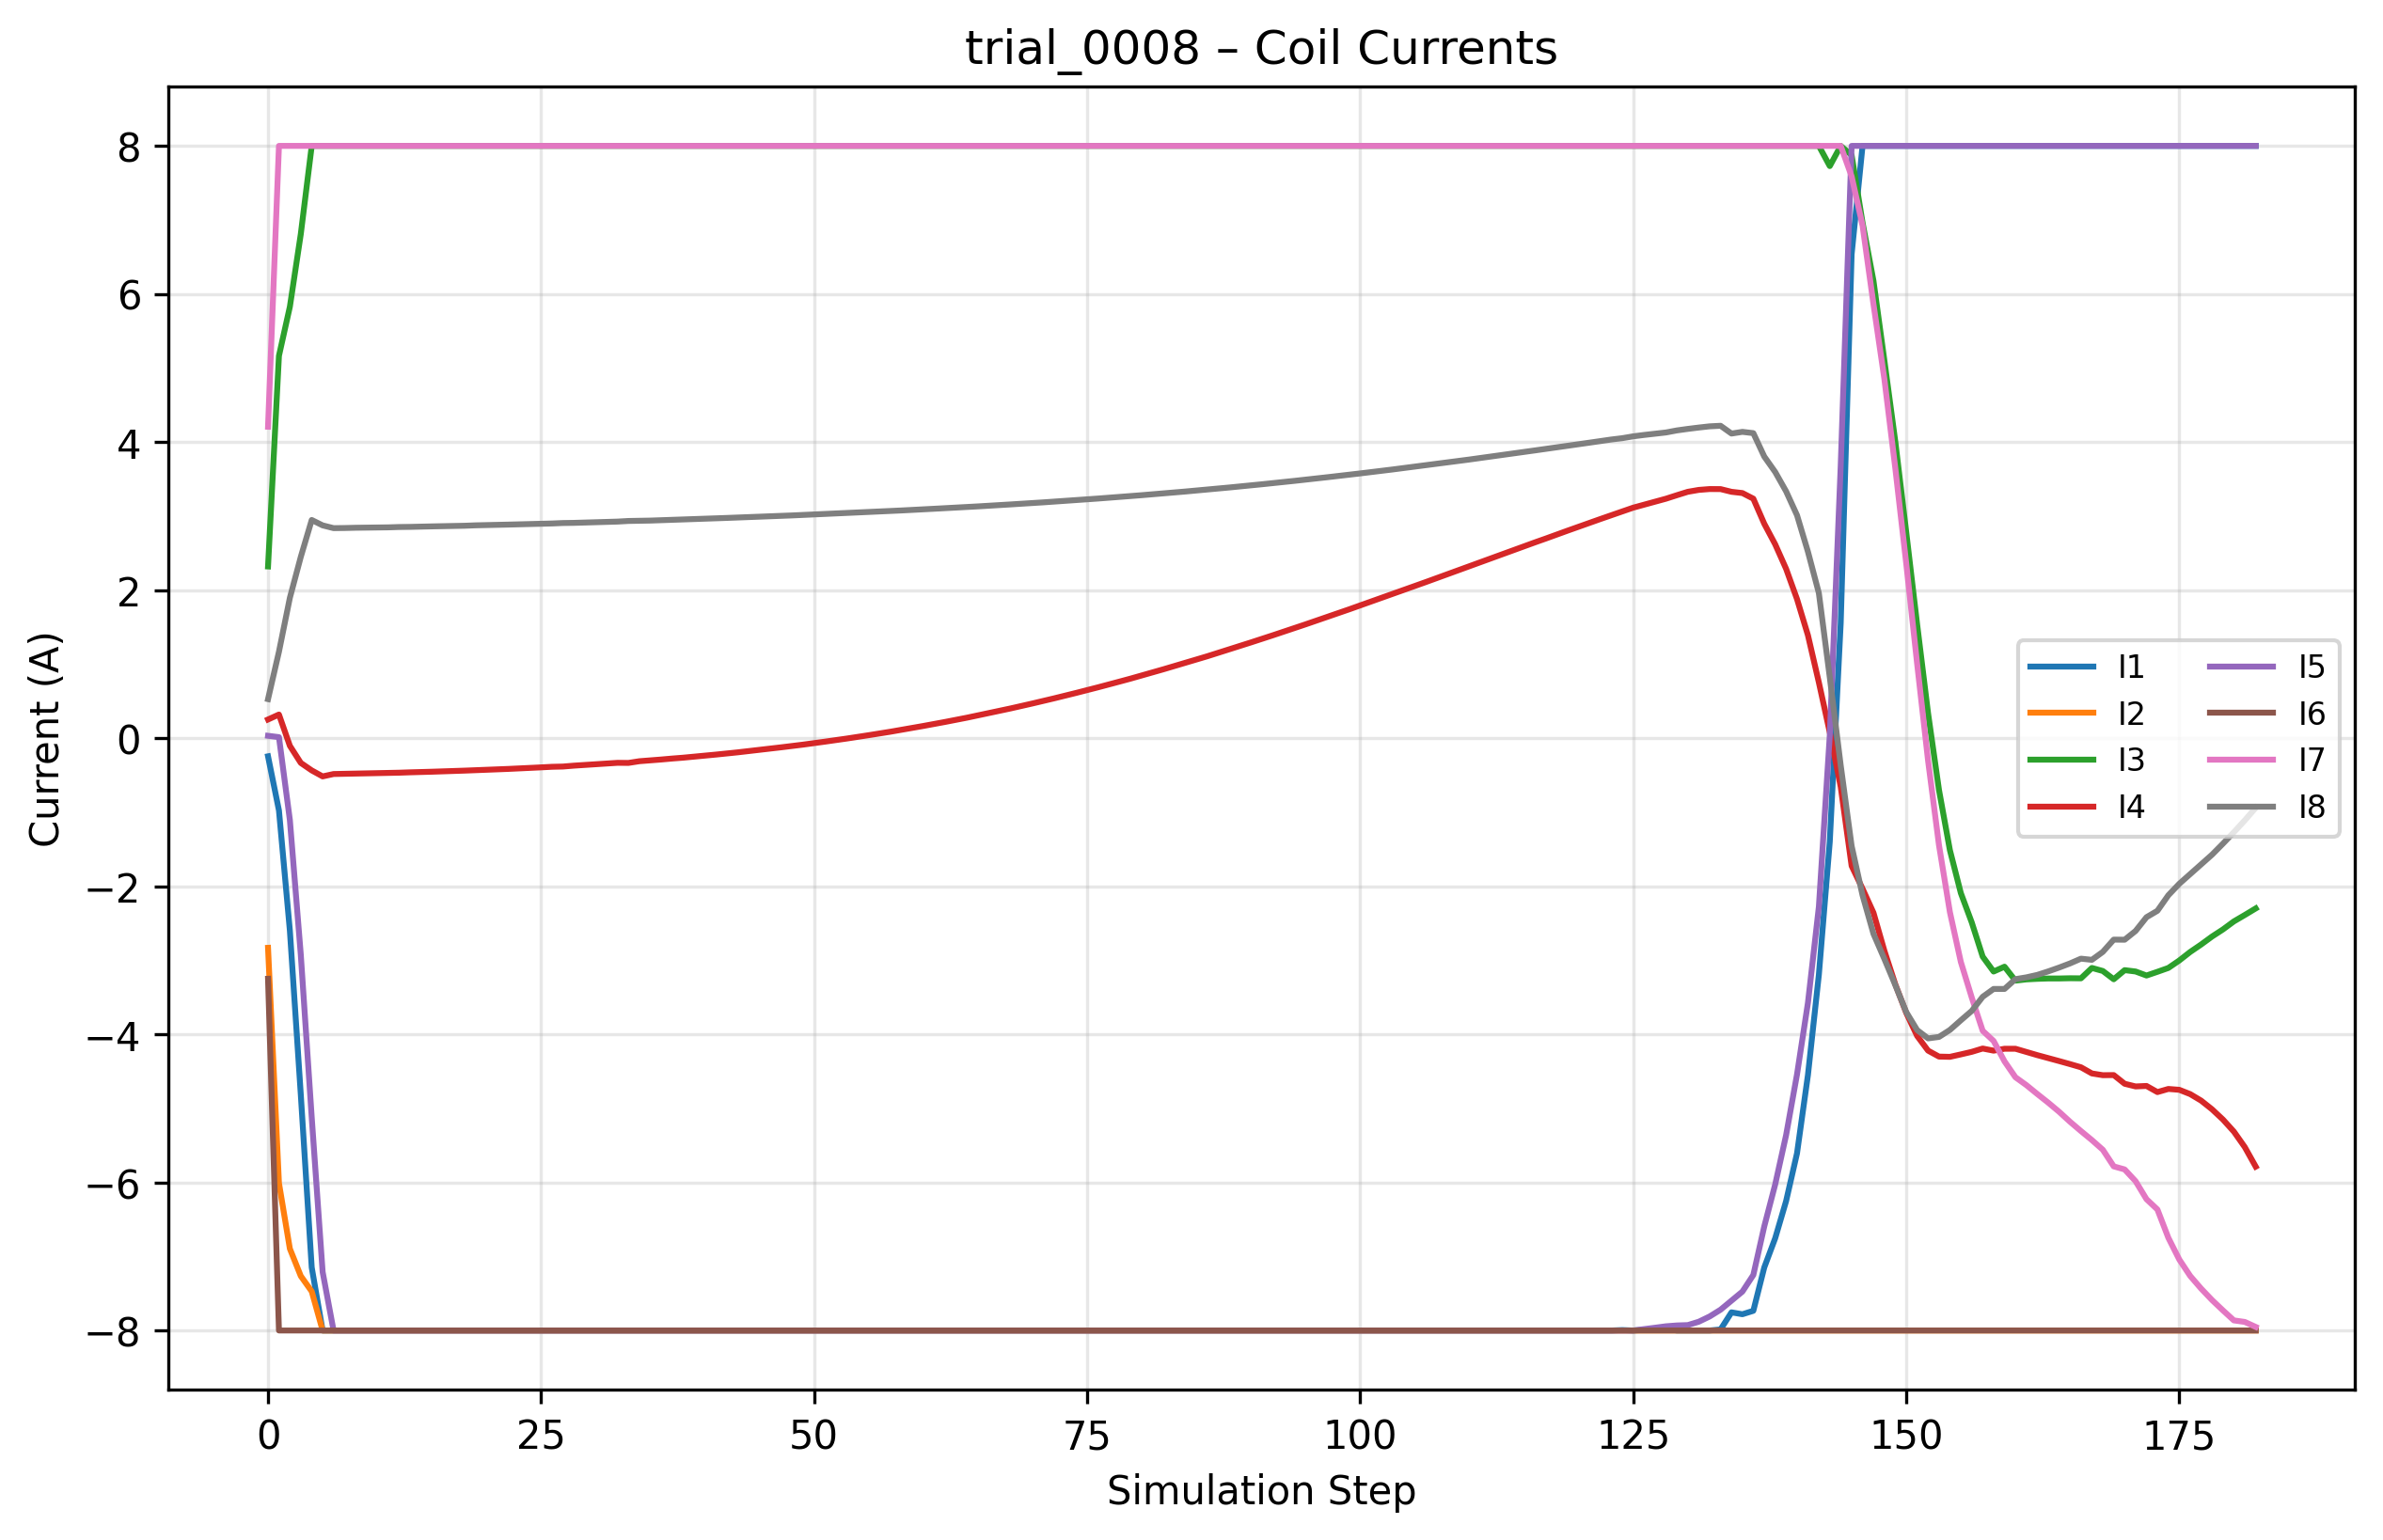 trial_0008 – Coil Currents
Current (A)
8
6
4
2
0
−2
−4
−6
−8
I1
I2
I3
I4
I5
I6
I7
I8
0 25 50 75 100 125 150 175
Simulation Step